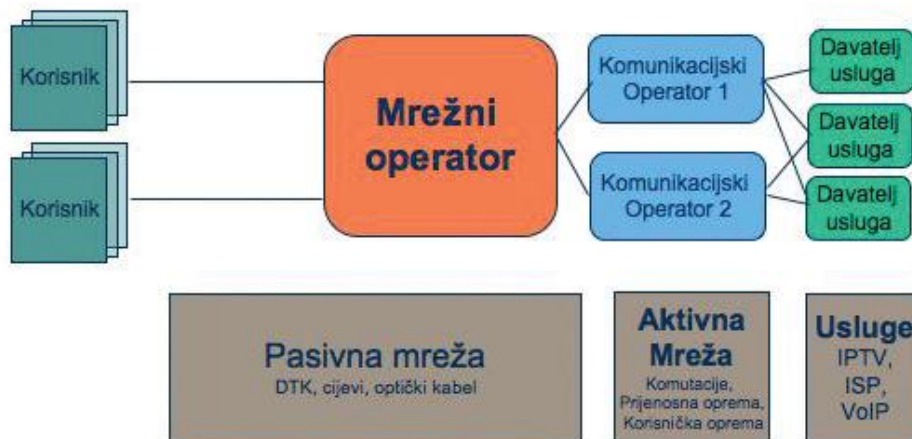 Korisnik
Korisnik
Mrežni
operator
Komunikacijski
Operator 1
Komunikacijski
Operator 2
Davatelj
usluga
Davatelj
usluga
Davatelj
usluga
Pasivna mreža
DTK, cijevi, optički kabel
Aktivna
Mreža
Komutacije,
Prijenosna oprema,
Korisnička oprema
Usluge
IPTV,
ISP,
VoIP